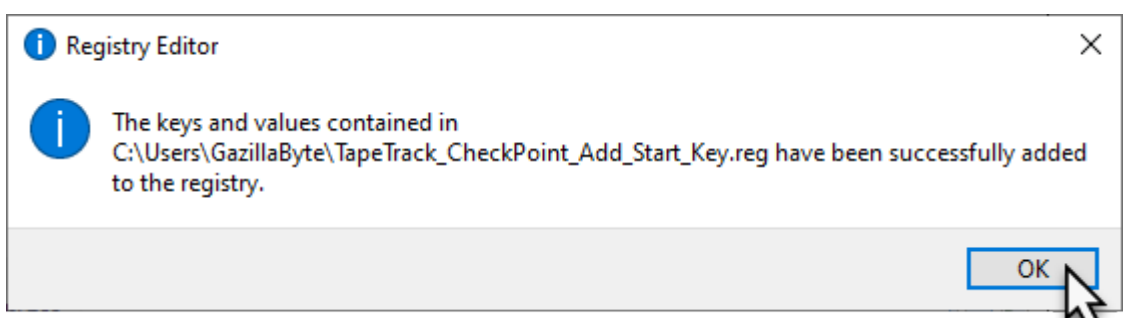 Registry Editor
The keys and values contained in
C:\Users\GazillaByte\TapeTrack_CheckPoint_Add_Start_Key.reg have been successfully added
to the registry.
OK